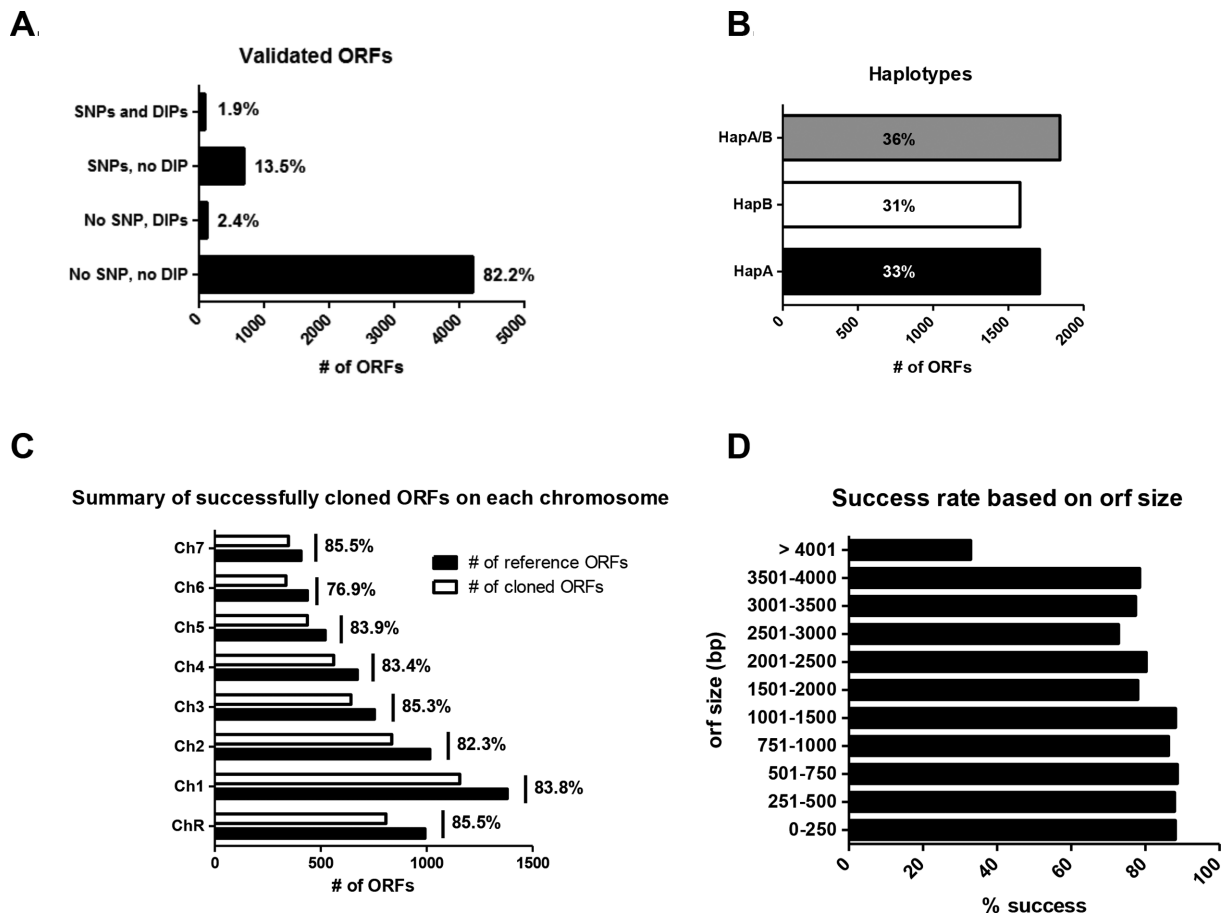 A.
Validated ORFs
SNPs and DIPs
1.9%
SNPs, no DIP
13.5%
No SNP, DIPs
2.4%
No SNP, no DIP
82.2%
0
1000
2000
3000
4000
5000
# of ORFs
B.
Haplotypes
HapA/B
36%
HapB
31%
HapA
33%
0
500
1000
1500
2000
# of ORFs
C
Summary of successfully cloned ORFs on each chromosome
Ch7
85.5%
Ch6
76.9%
Ch5
83.9%
Ch4
83.4%
Ch3
85.3%
Ch2
82.3%
Ch1
83.8%
ChR
85.5%
# of reference ORFs
# of cloned ORFs
0
500
1000
1500
# of ORFs
D
Success rate based on orf size
orf size (bp)
> 4001
3501-4000
3001-3500
2501-3000
2001-2500
1501-2000
1001-1500
751-1000
501-750
251-500
0-250
0
20
40
60
80
100
% success